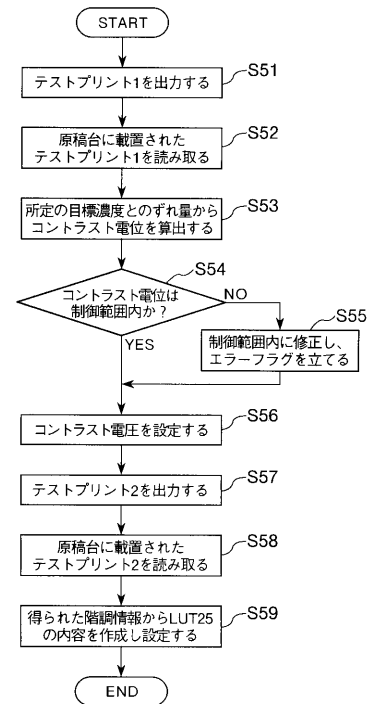 START
テストプリント1を出力する
S51
原稿台に載置された
テストプリント1を読み取る
S52
所定の目標濃度とのずれ量から
コントラスト電位を算出する
S53
コントラスト電位は
制御範囲内か？
S54
NO
YES
制御範囲内に修正し、
エラーフラグを立てる
S55
コントラスト電圧を設定する
S56
テストプリント2を出力する
S57
原稿台に載置された
テストプリント2を読み取る
S58
得られた階調情報からLUT25
の内容を作成し設定する
S59
END